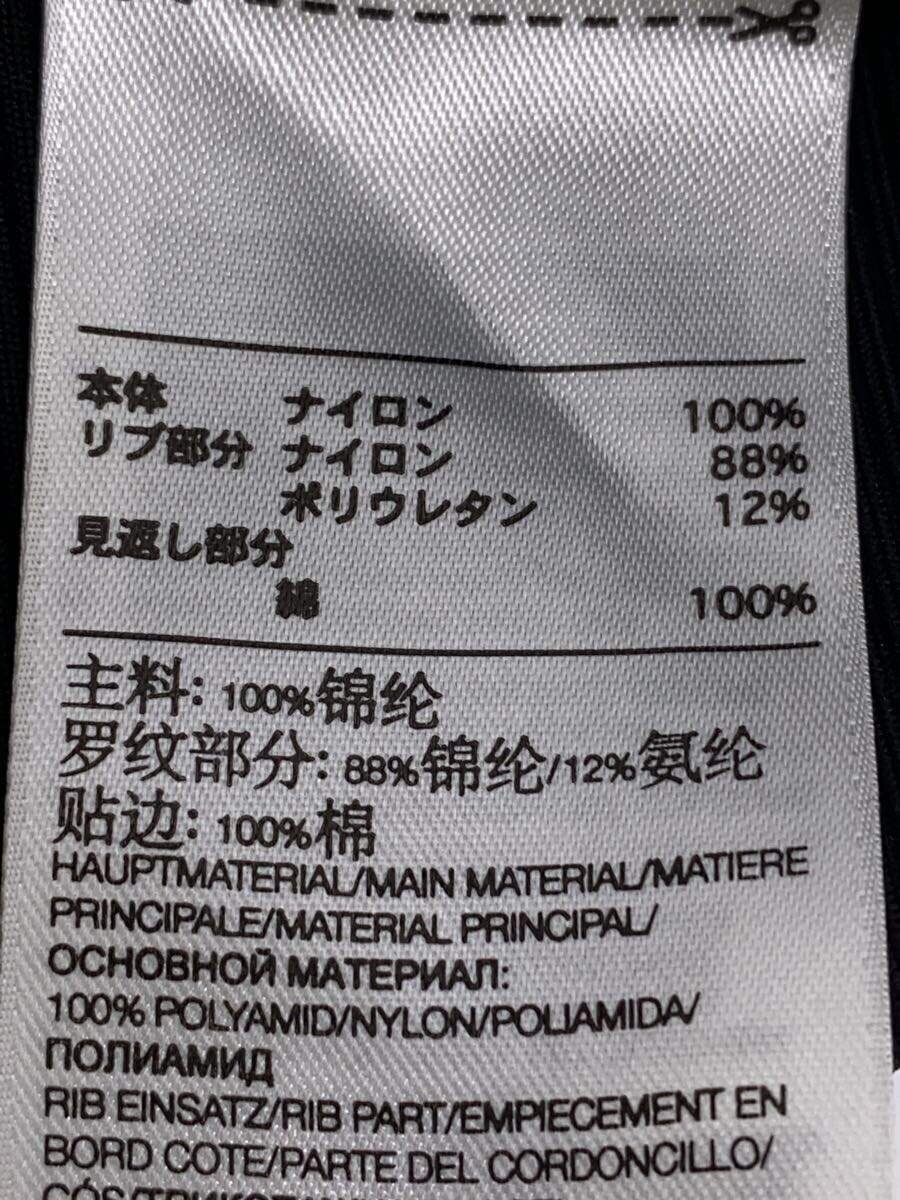 本体 ナイロン 100%
リブ部分 ナイロン 88%
ポリウレタン 12%
見返し部分
綿 100%
主料: 100%锦纶
罗纹部分: 88%锦纶/12%氨纶
贴边: 100%棉
HAUPTMATERIAL/MAIN MATERIAL/MATIERE
PRINCIPALE/MATERIAL PRINCIPAL/
ОСНОВНОЙ МАТЕРИАЛ:
100% POLYAMID/NYLON/POLIAMIDA/
ПОЛИАМИД
RIB EINSATZ/RIB PART/EMPIECEMENT EN
BORD COTE/PARTE DEL CORDONCILLO/